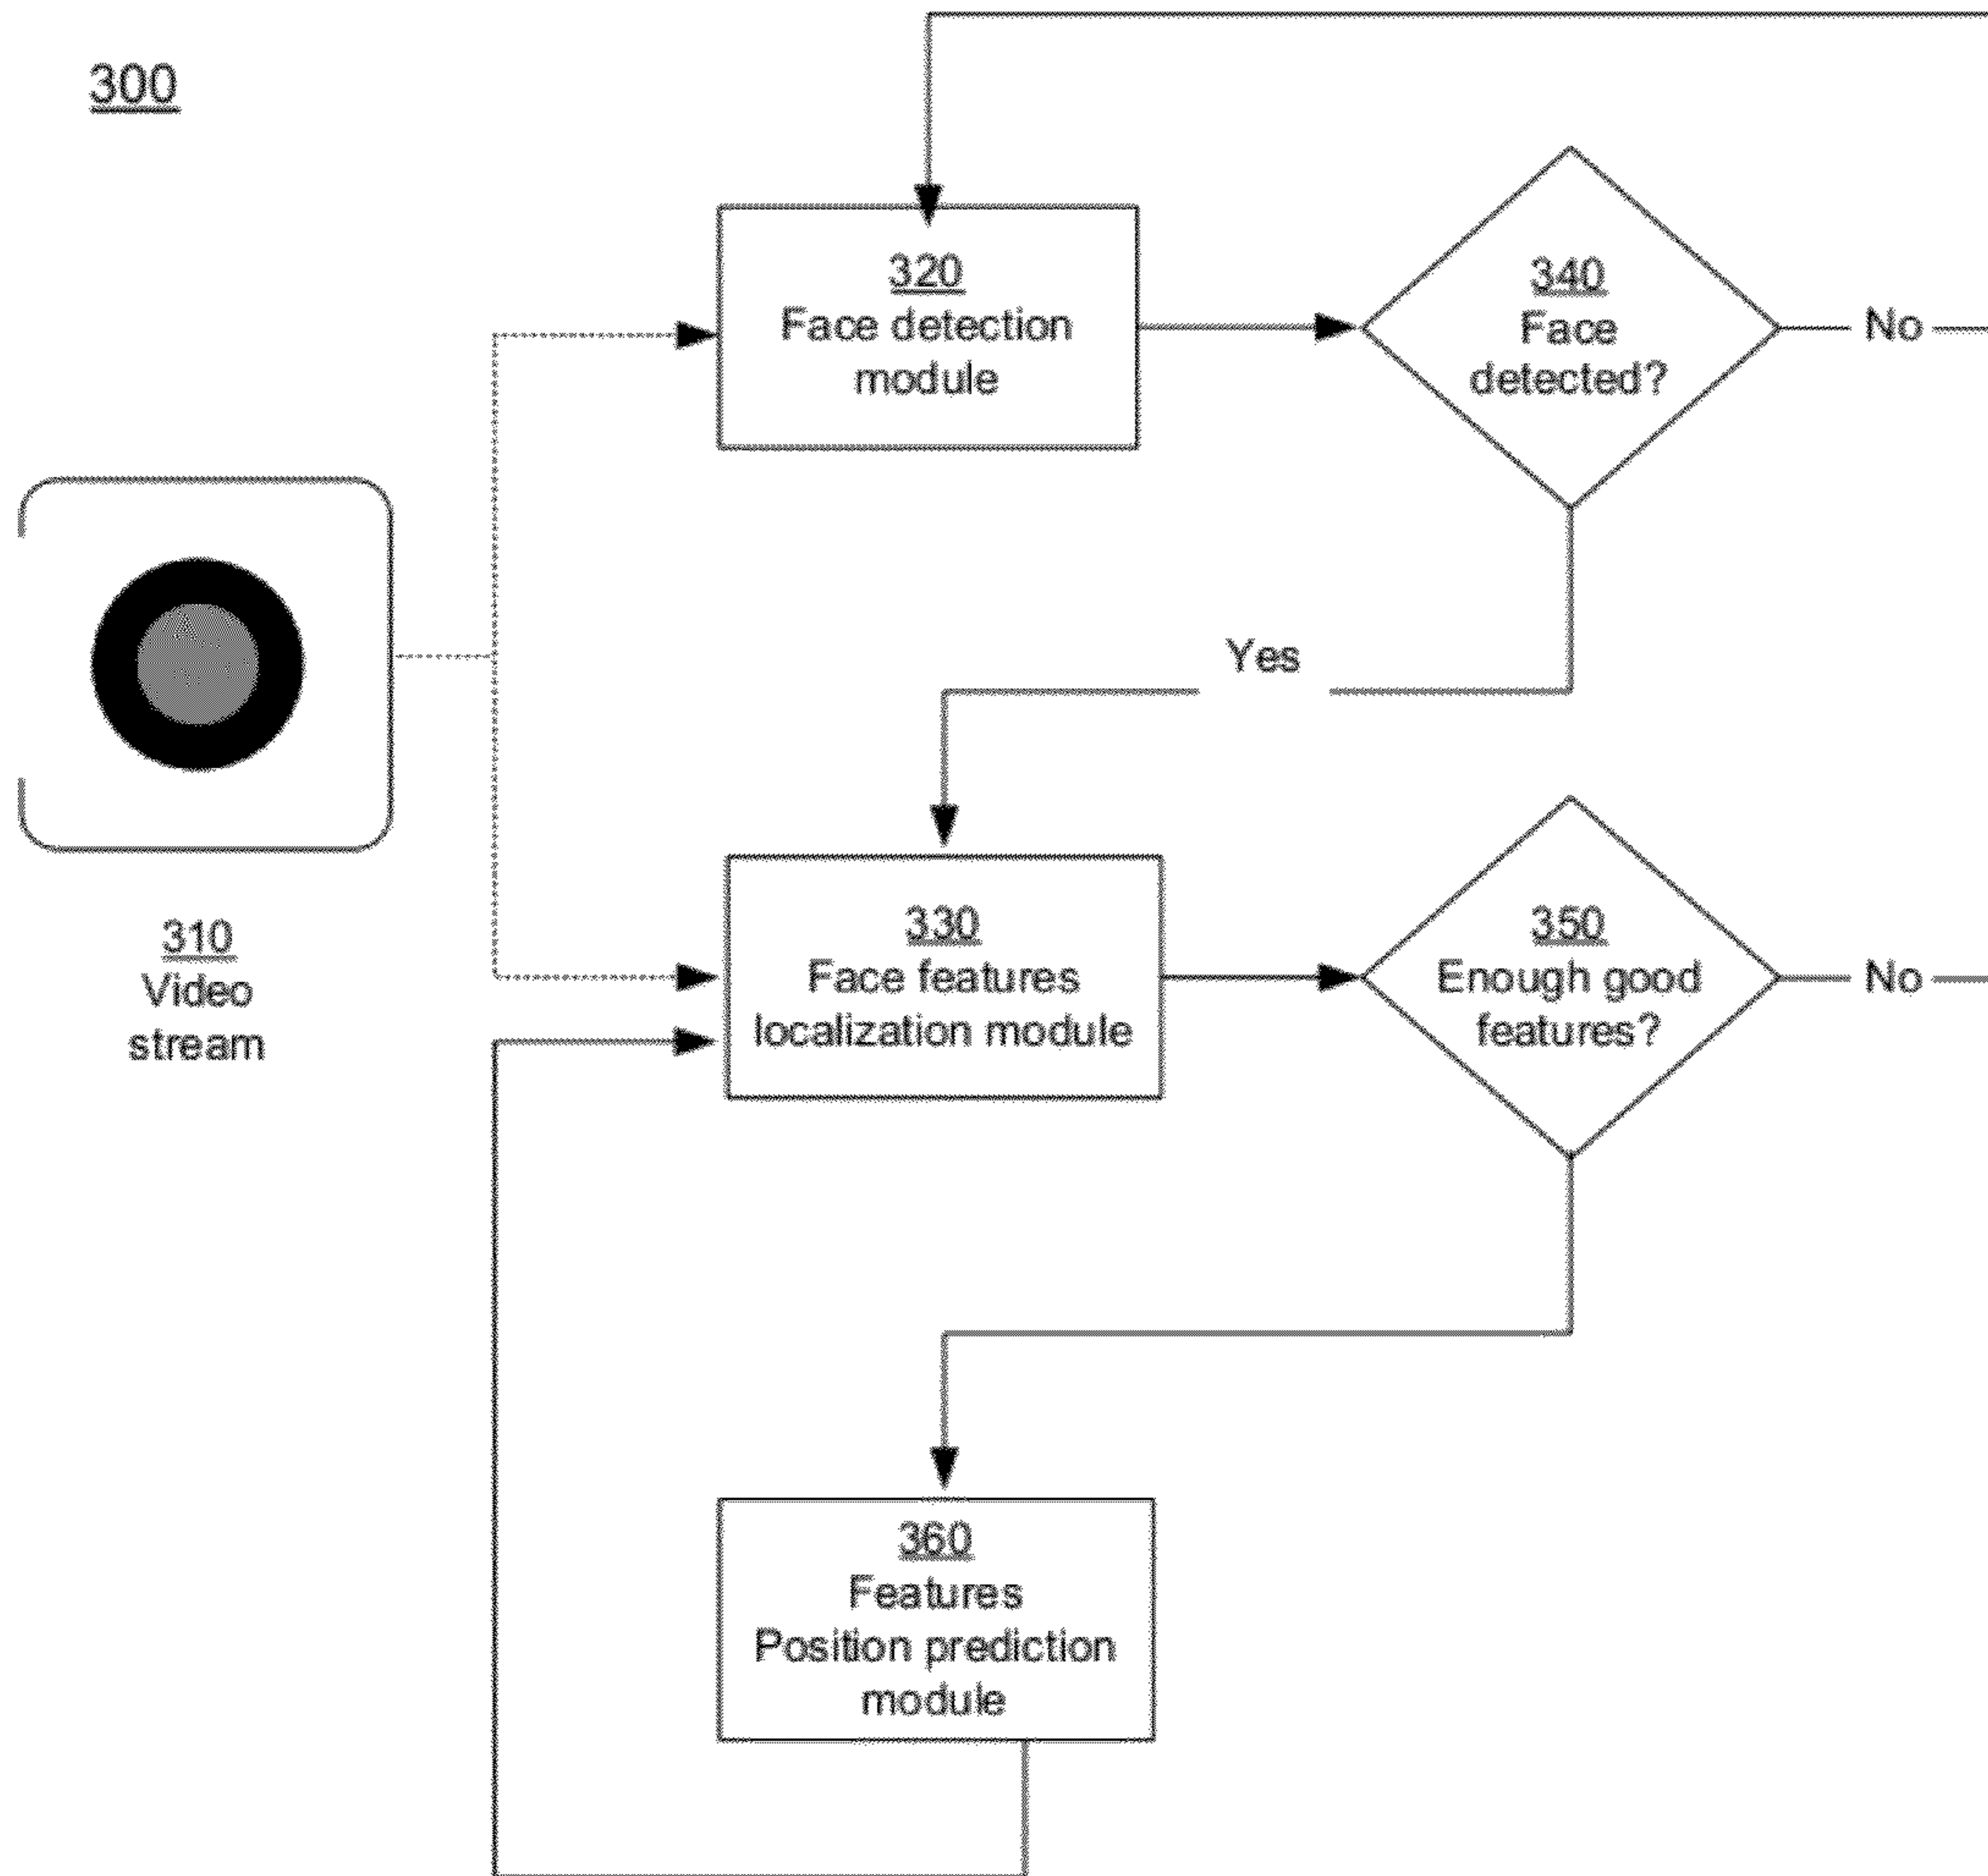 300
320
Face detection
module
340
Face
detected?
No
Yes
310
Video
stream
330
Face features
localization module
350
Enough good
features?
No
360
Features
Position prediction
module